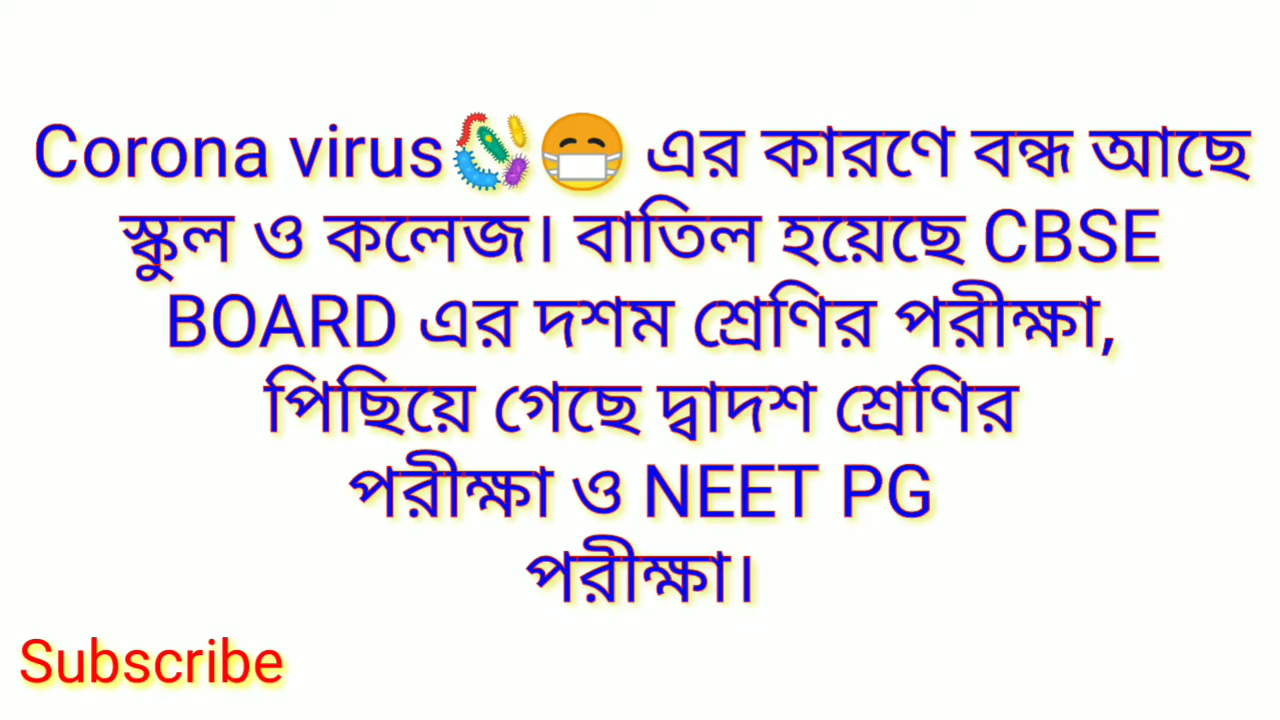 Corona virus🦠😷 এর কারণে বন্ধ আছে
স্কুল ও কলেজ। বাতিল হয়েছে CBSE
BOARD এর দশম শ্রেণির পরীক্ষা,
পিছিয়ে গেছে দ্বাদশ শ্রেণির
পরীক্ষা ও NEET PG
পরীক্ষা।
Subscribe